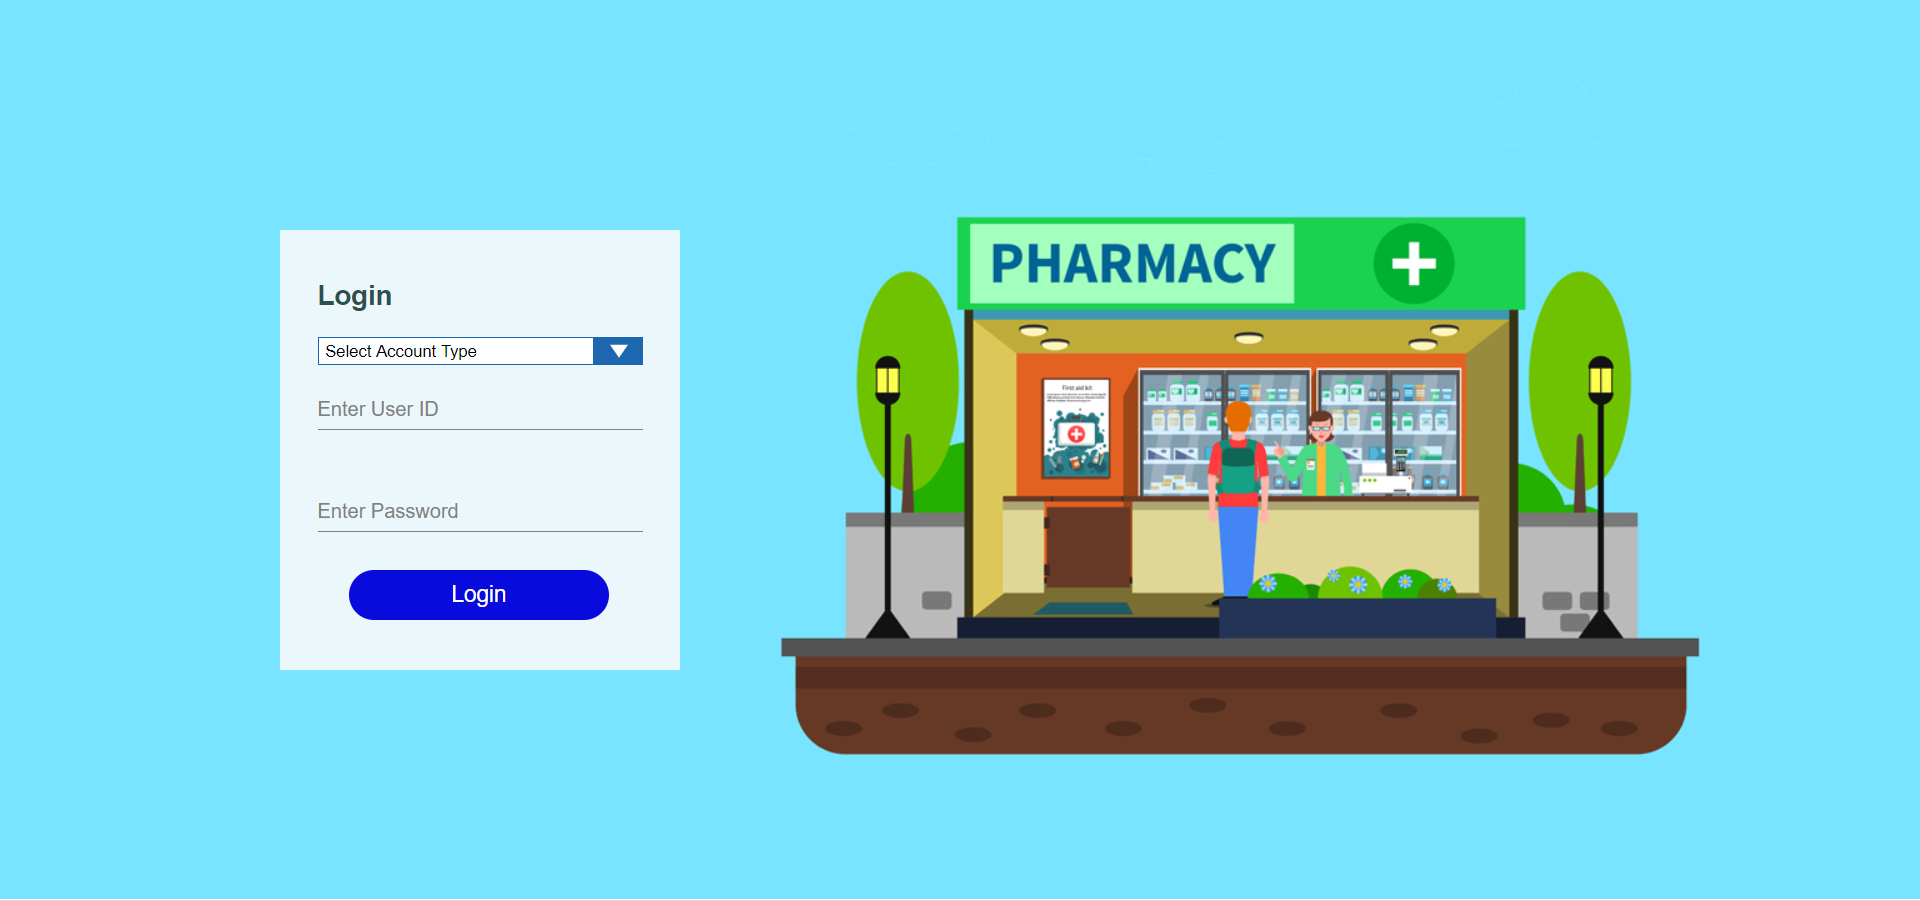 Login
Select Account Type
Enter User ID
Enter Password
Login
PHARMACY
First aid kit